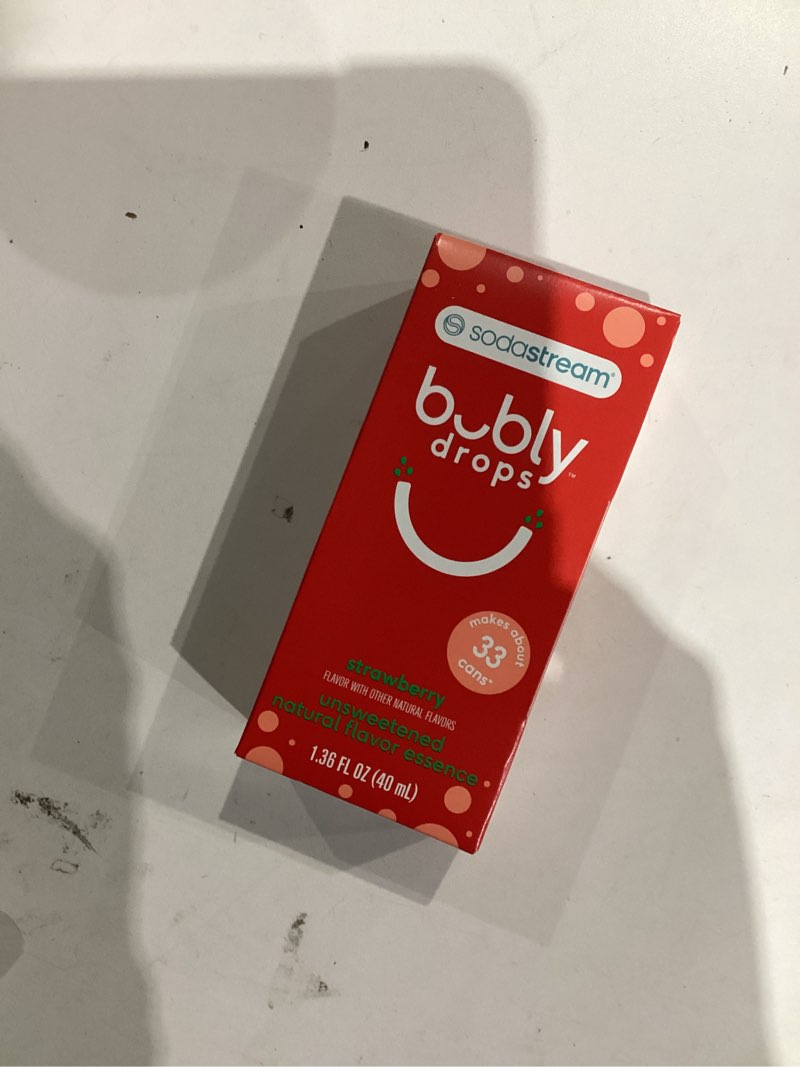 sodastream®
bubly™
drops
makes about
33
cans*
strawberry
FLAVOR WITH OTHER NATURAL FLAVORS
unsweetened
natural flavor essence
1.36 FL OZ (40 mL)